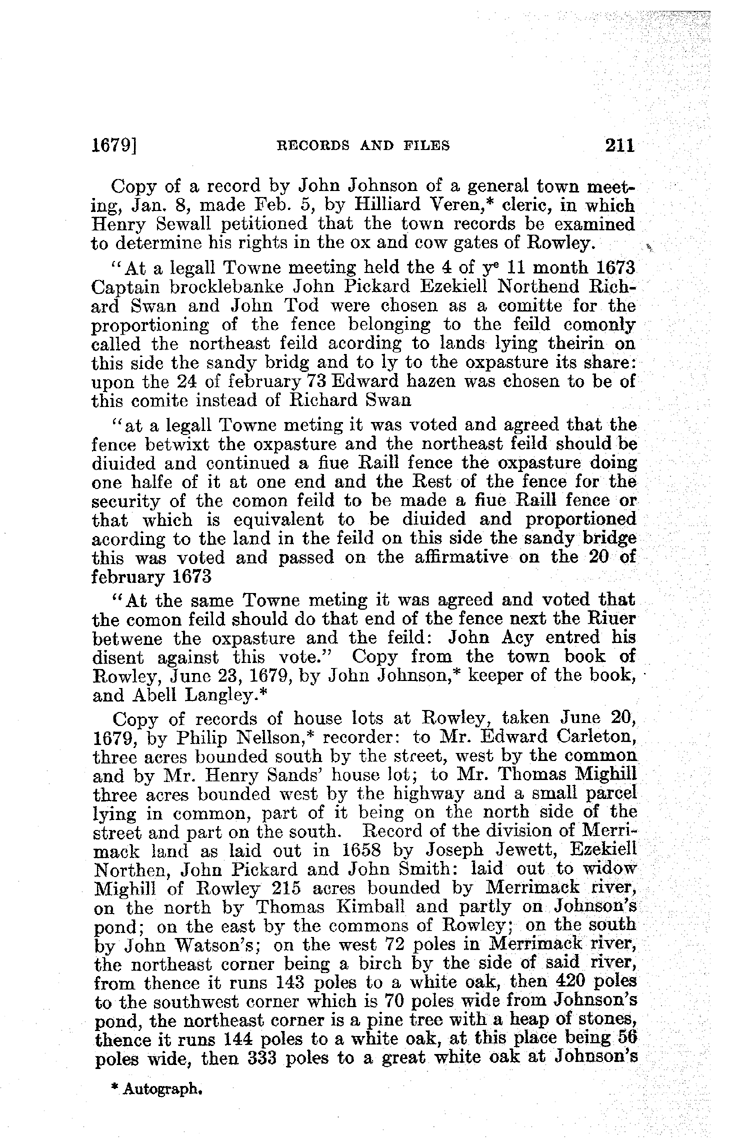 1679] RECORDS AND FILES 211
Copy of a record by John Johnson of a general town meet-
ing, Jan. 8, made Feb. 5, by Hilliard Veren,* cleric, in which
Henry Sewall petitioned that the town records be examined
to determine his rights in the ox and cow gates of Rowley.
"At a legall Towne meeting held the 4 of yᵉ 11 month 1673
Captain brocklebanke John Pickard Ezekiell Northend Rich-
ard Swan and John Tod were chosen as a comitte for the
proportioning of the fence belonging to the feild comonly
called the northeast feild acording to lands lying theirin on
this side the sandy bridg and to ly to the oxpasture its share:
upon the 24 of february 73 Edward hazen was chosen to be of
this comite instead of Richard Swan
"at a legall Towne meting it was voted and agreed that the
fence betwixt the oxpasture and the northeast feild should be
diuided and continued a fiue Raill fence the oxpasture doing
one halfe of it at one end and the Rest of the fence for the
security of the comon feild to be made a fiue Raill fence or
that which is equivalent to be diuided and proportioned
acording to the land in the feild on this side the sandy bridge
this was voted and passed on the affirmative on the 20 of
february 1673
"At the same Towne meting it was agreed and voted that
the comon feild should do that end of the fence next the Riuer
betwene the oxpasture and the feild: John Acy entred his
disent against this vote." Copy from the town book of
Rowley, June 23, 1679, by John Johnson,* keeper of the book,
and Abell Langley.*
Copy of records of house lots at Rowley, taken June 20,
1679, by Philip Nellson,* recorder: to Mr. Edward Carleton,
three acres bounded south by the street, west by the common
and by Mr. Henry Sands' house lot; to Mr. Thomas Mighill
three acres bounded west by the highway and a small parcel
lying in common, part of it being on the north side of the
street and part on the south. Record of the division of Merri-
mack land as laid out in 1658 by Joseph Jewett, Ezekiell
Northen, John Pickard and John Smith: laid out to widow
Mighill of Rowley 215 acres bounded by Merrimack river,
on the north by Thomas Kimball and partly on Johnson's
pond; on the east by the commons of Rowley; on the south
by John Watson's; on the west 72 poles in Merrimack river,
the northeast corner being a birch by the side of said river,
from thence it runs 143 poles to a white oak, then 420 poles
to the southwest corner which is 70 poles wide from Johnson's
pond, the northeast corner is a pine tree with a heap of stones,
thence it runs 144 poles to a white oak, at this place being 56
poles wide, then 333 poles to a great white oak at Johnson's
* Autograph.